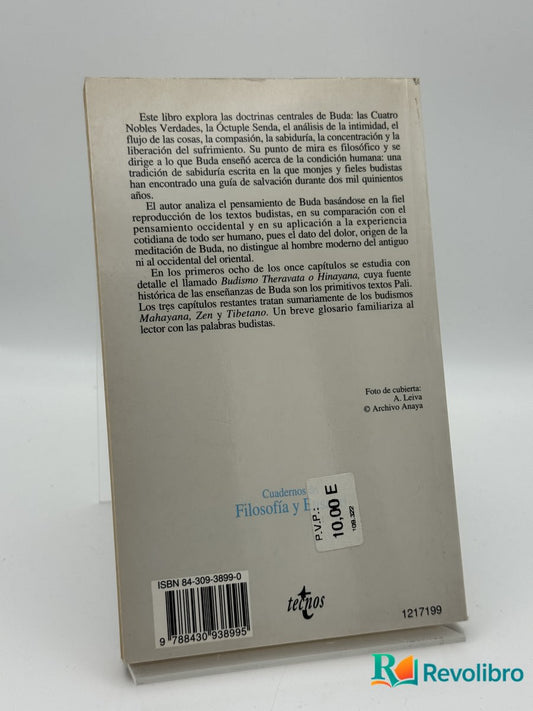 Este libro explora las doctrinas centrales de Buda: las Cuatro
Nobles Verdades, la Óctuple Senda, el análisis de la intimidad, el
flujo de las cosas, la compasión, la sabiduría, la concentración y la
liberación del sufrimiento. Su punto de mira es filosófico y se
dirige a lo que Buda enseñó acerca de la condición humana: una
tradición de sabiduría escrita en la que monjes y fieles budistas
han encontrado una guía de salvación durante dos mil quinientos
años.
El autor analiza el pensamiento de Buda basándose en la fiel
reproducción de los textos budistas, en su comparación con el
pensamiento occidental y en su aplicación a la experiencia
cotidiana de todo ser humano, pues el dato del dolor, origen de la
meditación de Buda, no distingue al hombre moderno del antiguo
ni al occidental del oriental.
En los primeros ocho de los once capítulos se estudia con
detalle el llamado Budismo Theravata o Hinayana, cuya fuente
histórica de las enseñanzas de Buda son los primitivos textos Pali.
Los tres capítulos restantes tratan sumariamente de los budismos
Mahayana, Zen y Tibetano. Un breve glosario familiariza al
lector con las palabras budistas.
Foto de cubierta:
A. Leiva
© Archivo Anaya
Cuadernos
Filosofía y
P.V.P.:
10,00 E
109.322
ISBN 84-309-3899-0
9 788430 938995
tecnos
1217199
Revolibro